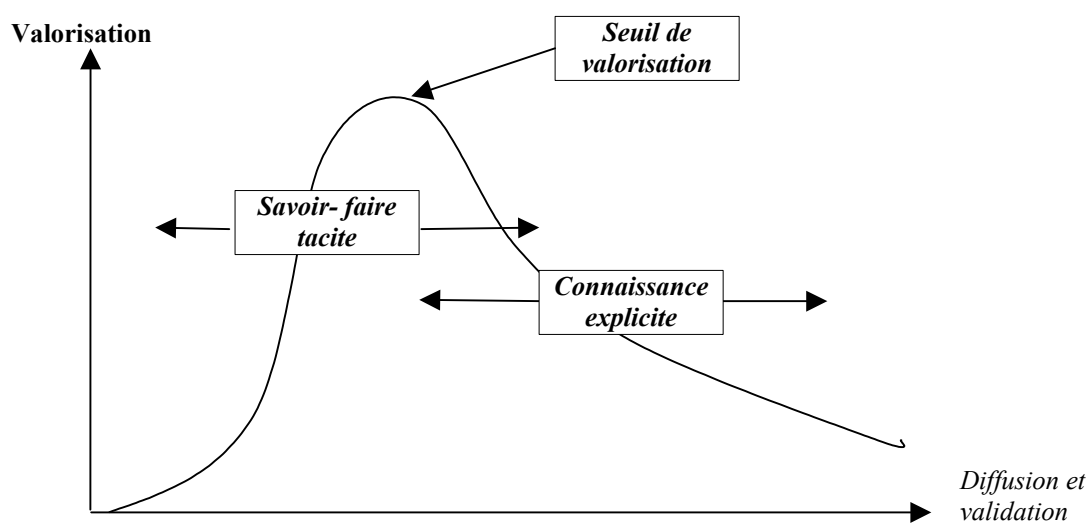 Valorisation
Seuil de
valorisation
Savoir- faire
tacite
Connaissance
explicite
Diffusion et
validation